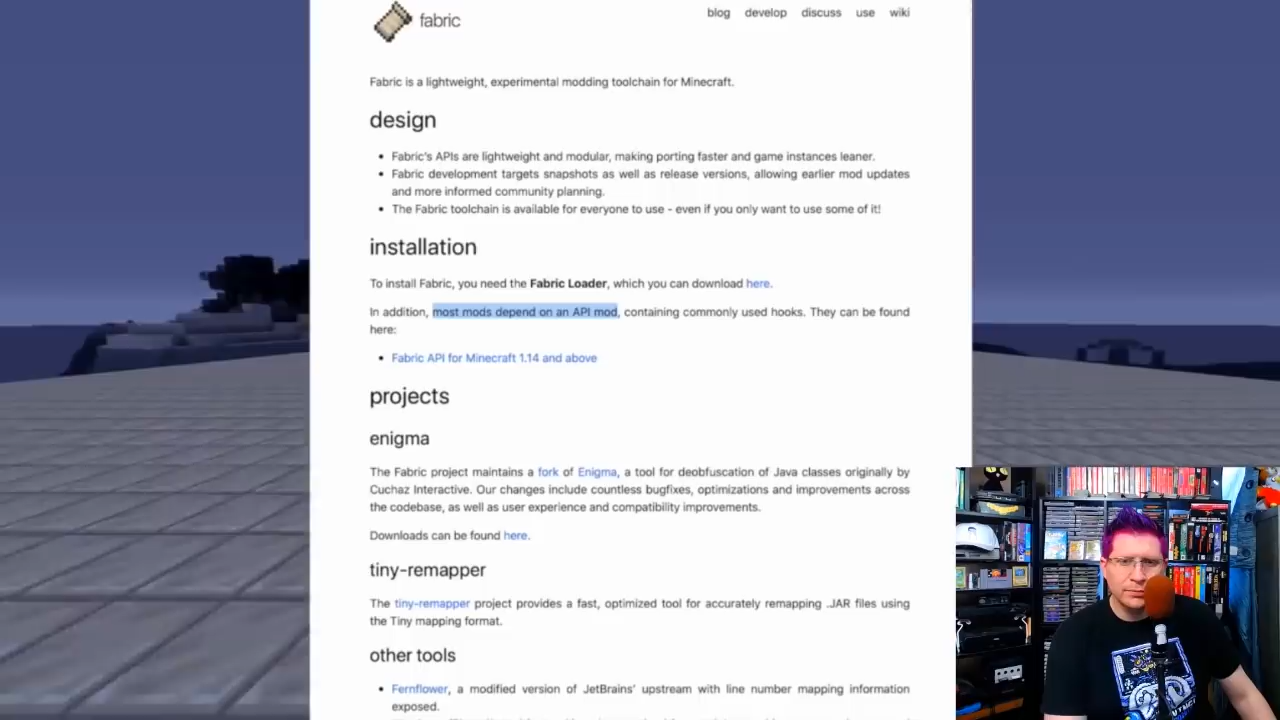 fabric
blog develop discuss use wiki
Fabric is a lightweight, experimental modding toolchain for Minecraft.
design
• Fabric's APIs are lightweight and modular, making porting faster and game instances leaner.
• Fabric development targets snapshots as well as release versions, allowing earlier mod updates
and more informed community planning.
• The Fabric toolchain is available for everyone to use - even if you only want to use some of it!
installation
To install Fabric, you need the Fabric Loader, which you can download here.
In addition, most mods depend on an API mod, containing commonly used hooks. They can be found
here:
• Fabric API for Minecraft 1.14 and above
projects
enigma
The Fabric project maintains a fork of Enigma, a tool for deobfuscation of Java classes originally by
Cuchaz Interactive. Our changes include countless bugfixes, optimizations and improvements across
the codebase, as well as user experience and compatibility improvements.
Downloads can be found here.
tiny-remapper
The tiny-remapper project provides a fast, optimized tool for accurately remapping .JAR files using
the Tiny mapping format.
other tools
• Fernflower, a modified version of JetBrains' upstream with line number mapping information
exposed.